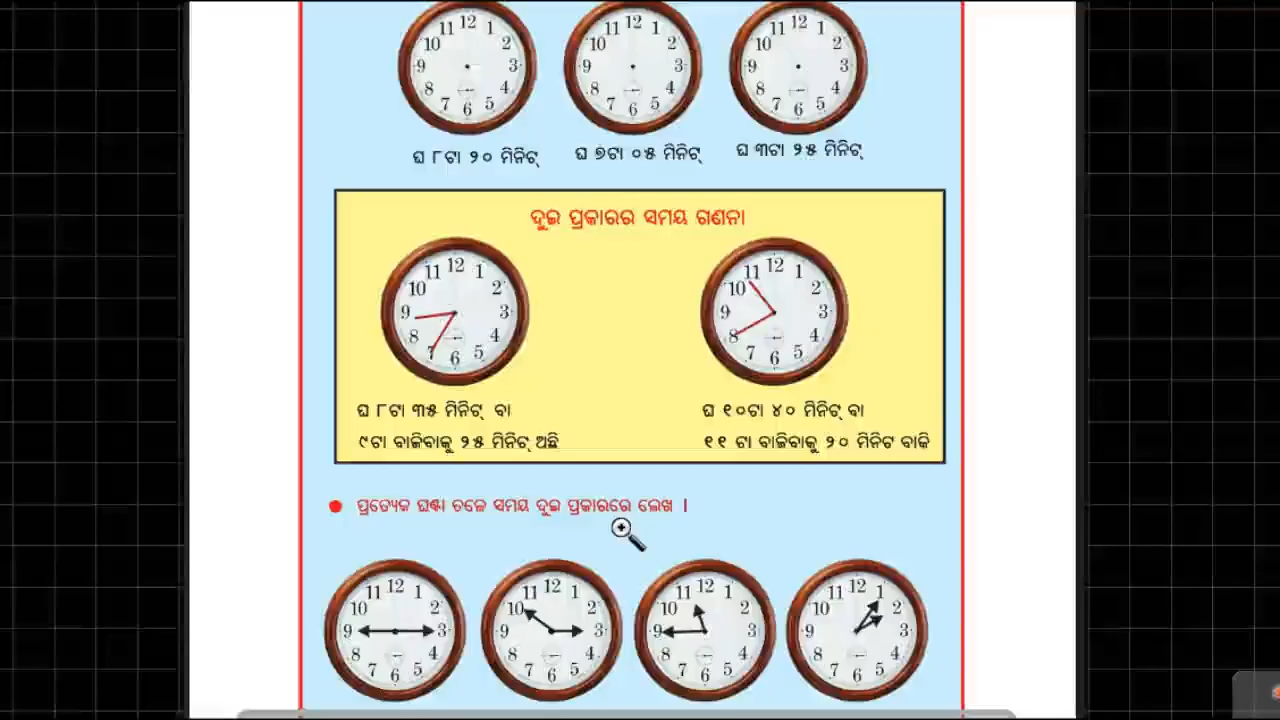 ଘ ୮ଟା ୨୦ ମିନିଟ୍ ଘ ୭ଟା ୦୫ ମିନିଟ୍ ଘ ୩ଟା ୨୫ ମିନିଟ୍
ଦୁଇ ପ୍ରକାରର ସମୟ ଗଣନା
ଘ ୮ଟା ୩୫ ମିନିଟ୍ ବା
୯ଟା ବାଜିବାକୁ ୨୫ ମିନିଟ୍ ଅଛି
ଘ ୧୦ଟା ୪୦ ମିନିଟ୍ ବା
୧୧ ଟା ବାଜିବାକୁ ୨୦ ମିନିଟ ବାକି
ପ୍ରତ୍ୟେକ ଘଣ୍ଟା ତଳେ ସମୟ ଦୁଇ ପ୍ରକାରରେ ଲେଖ ।